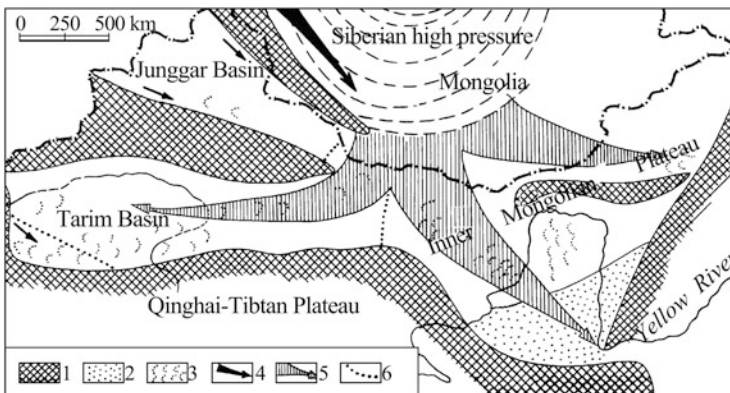 0 250 500 km
Siberian high pressure
Junggar Basin
Mongolia
Plateau
Mongolian
Tarim Basin
Inner
Qinghai-Tibtan Plateau
Yellow River
1 2 3 4 5 6